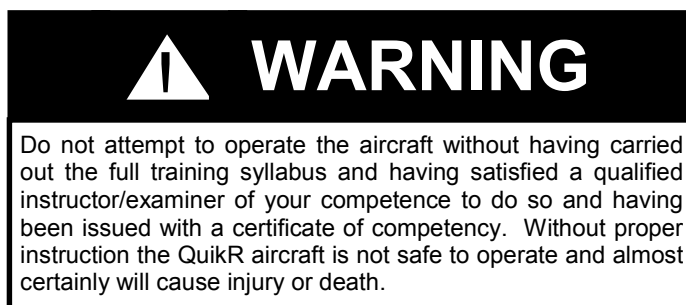 WARNING
Do not attempt to operate the aircraft without having carried
out the full training syllabus and having satisfied a qualified
instructor/examiner of your competence to do so and having
been issued with a certificate of competency.  Without proper
instruction the QuikR aircraft is not safe to operate and almost
certainly will cause injury or death.